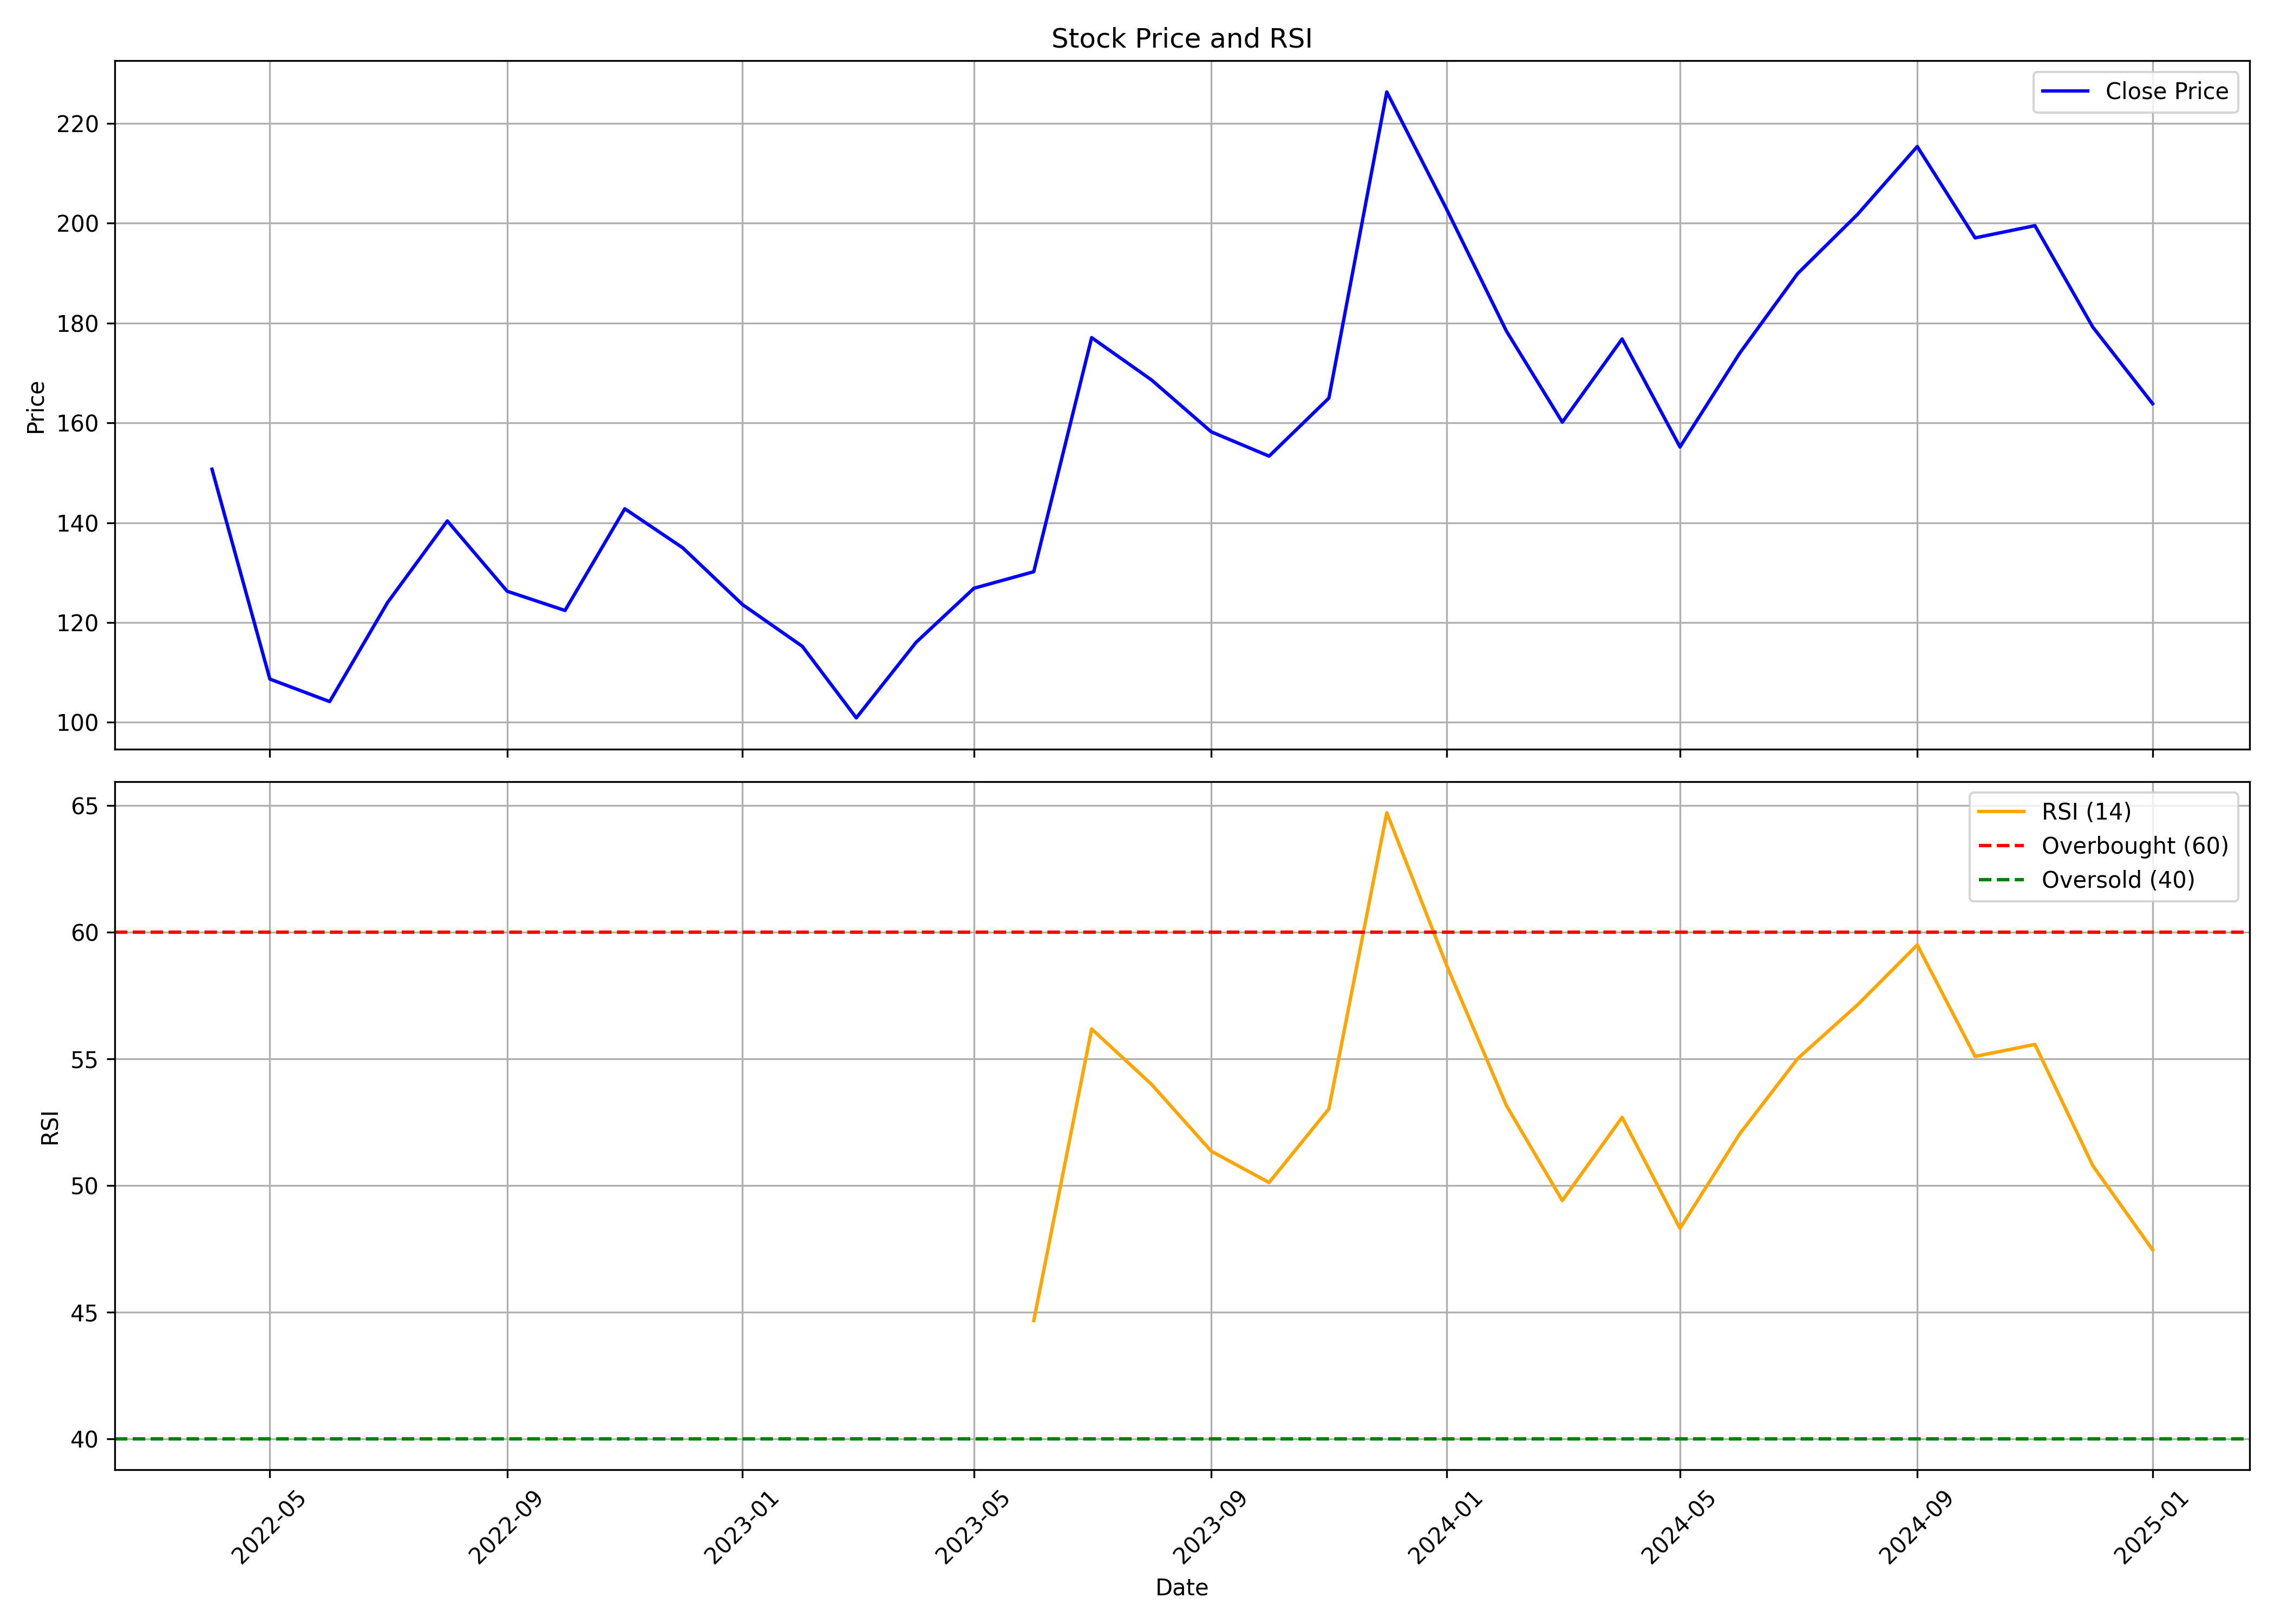 Stock Price and RSI
Close Price
220
200
180
160
140
120
100
Price
RSI (14)
Overbought (60)
Oversold (40)
65
60
55
50
45
40
RSI
2022-05
2022-09
2023-01
2023-05
2023-09
2024-01
2024-05
2024-09
2025-01
Date